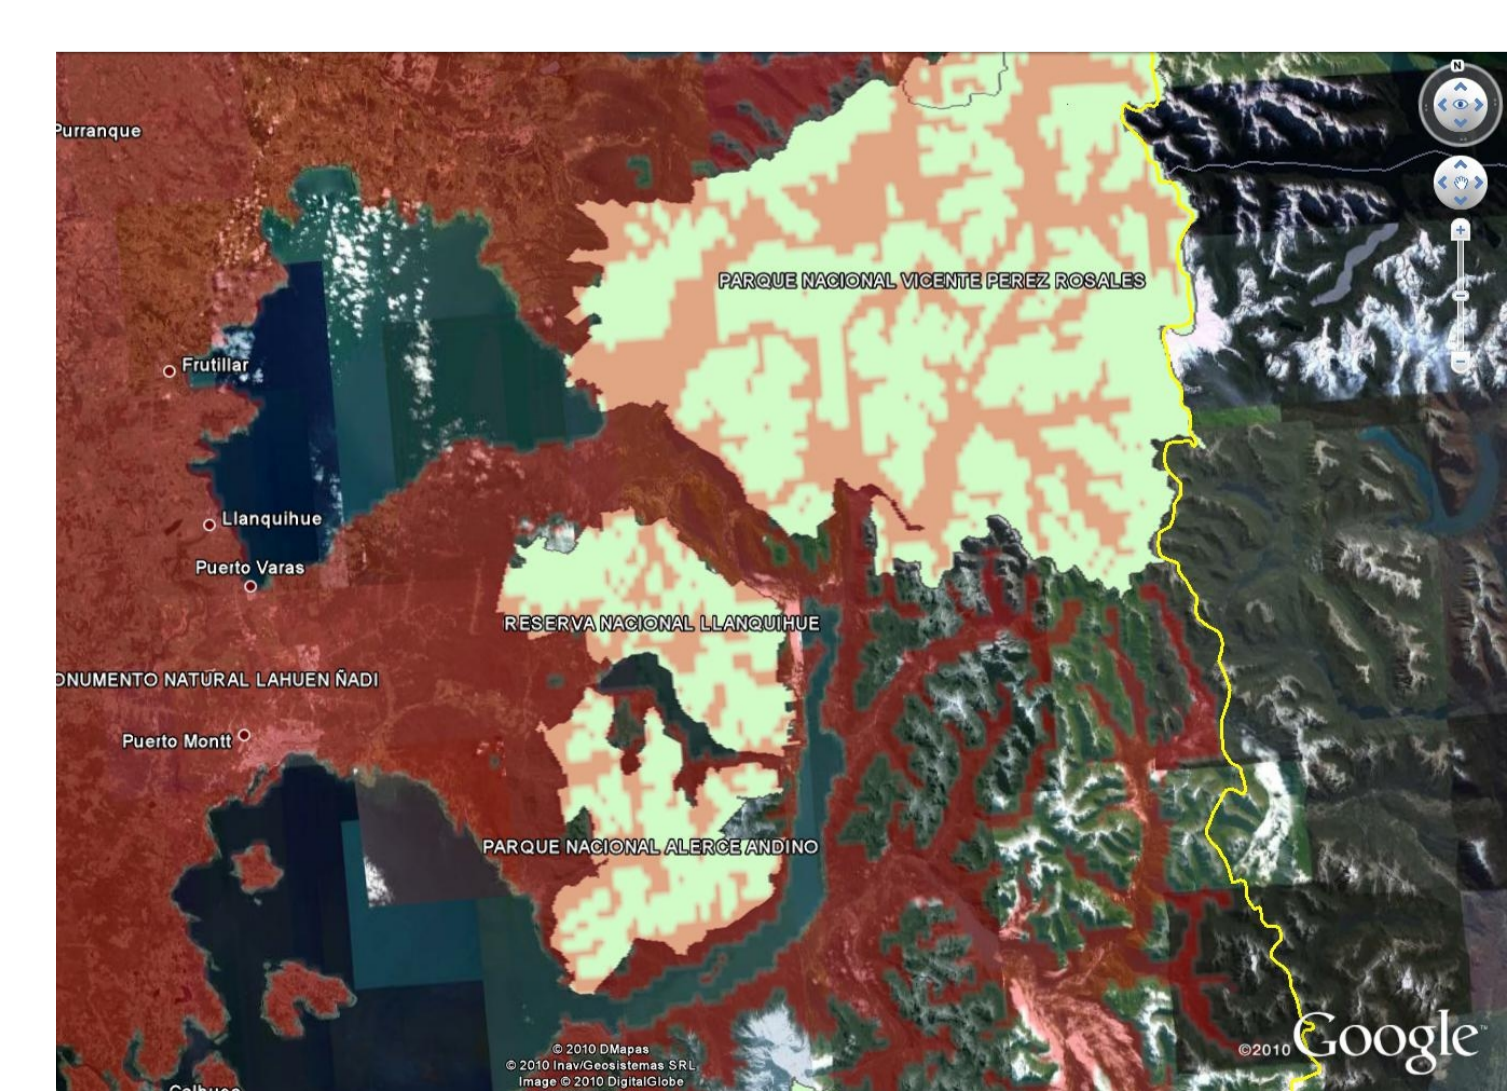 N
Purranque
PARQUE NACIONAL VICENTE PEREZ ROSALES
Frutillar
Llanquihue
Puerto Varas
RESERVA NACIONAL LLANQUIHUE
ONUMENTO NATURAL LAHUEN ÑADI
Puerto Montt
PARQUE NACIONAL ALERCE ANDINO
© 2010 DMapas
© 2010 Inav/Geosistemas SRL
Image © 2010 DigitalGlobe
©2010 Google™